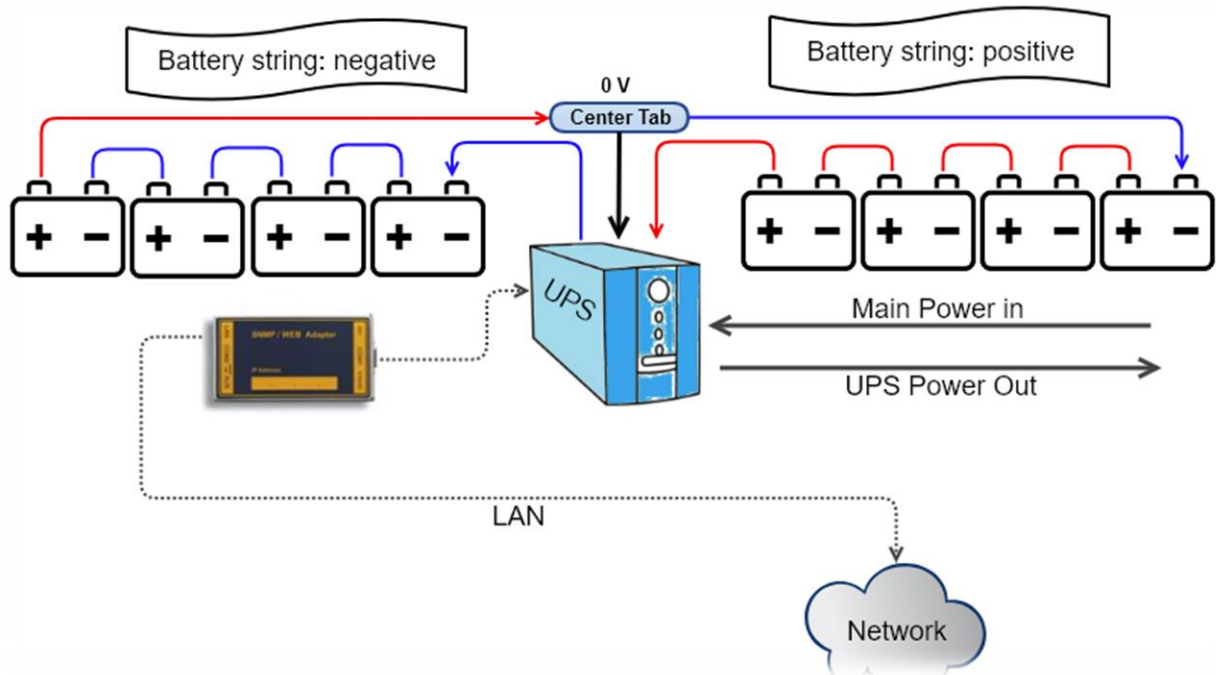 Battery string: negative
Battery string: positive
0 V
Center Tab
+ - + - + - + -
+ - + - + - + -
UPS
Main Power in
UPS Power Out
SNMP / WEB Adapter
LAN
Network